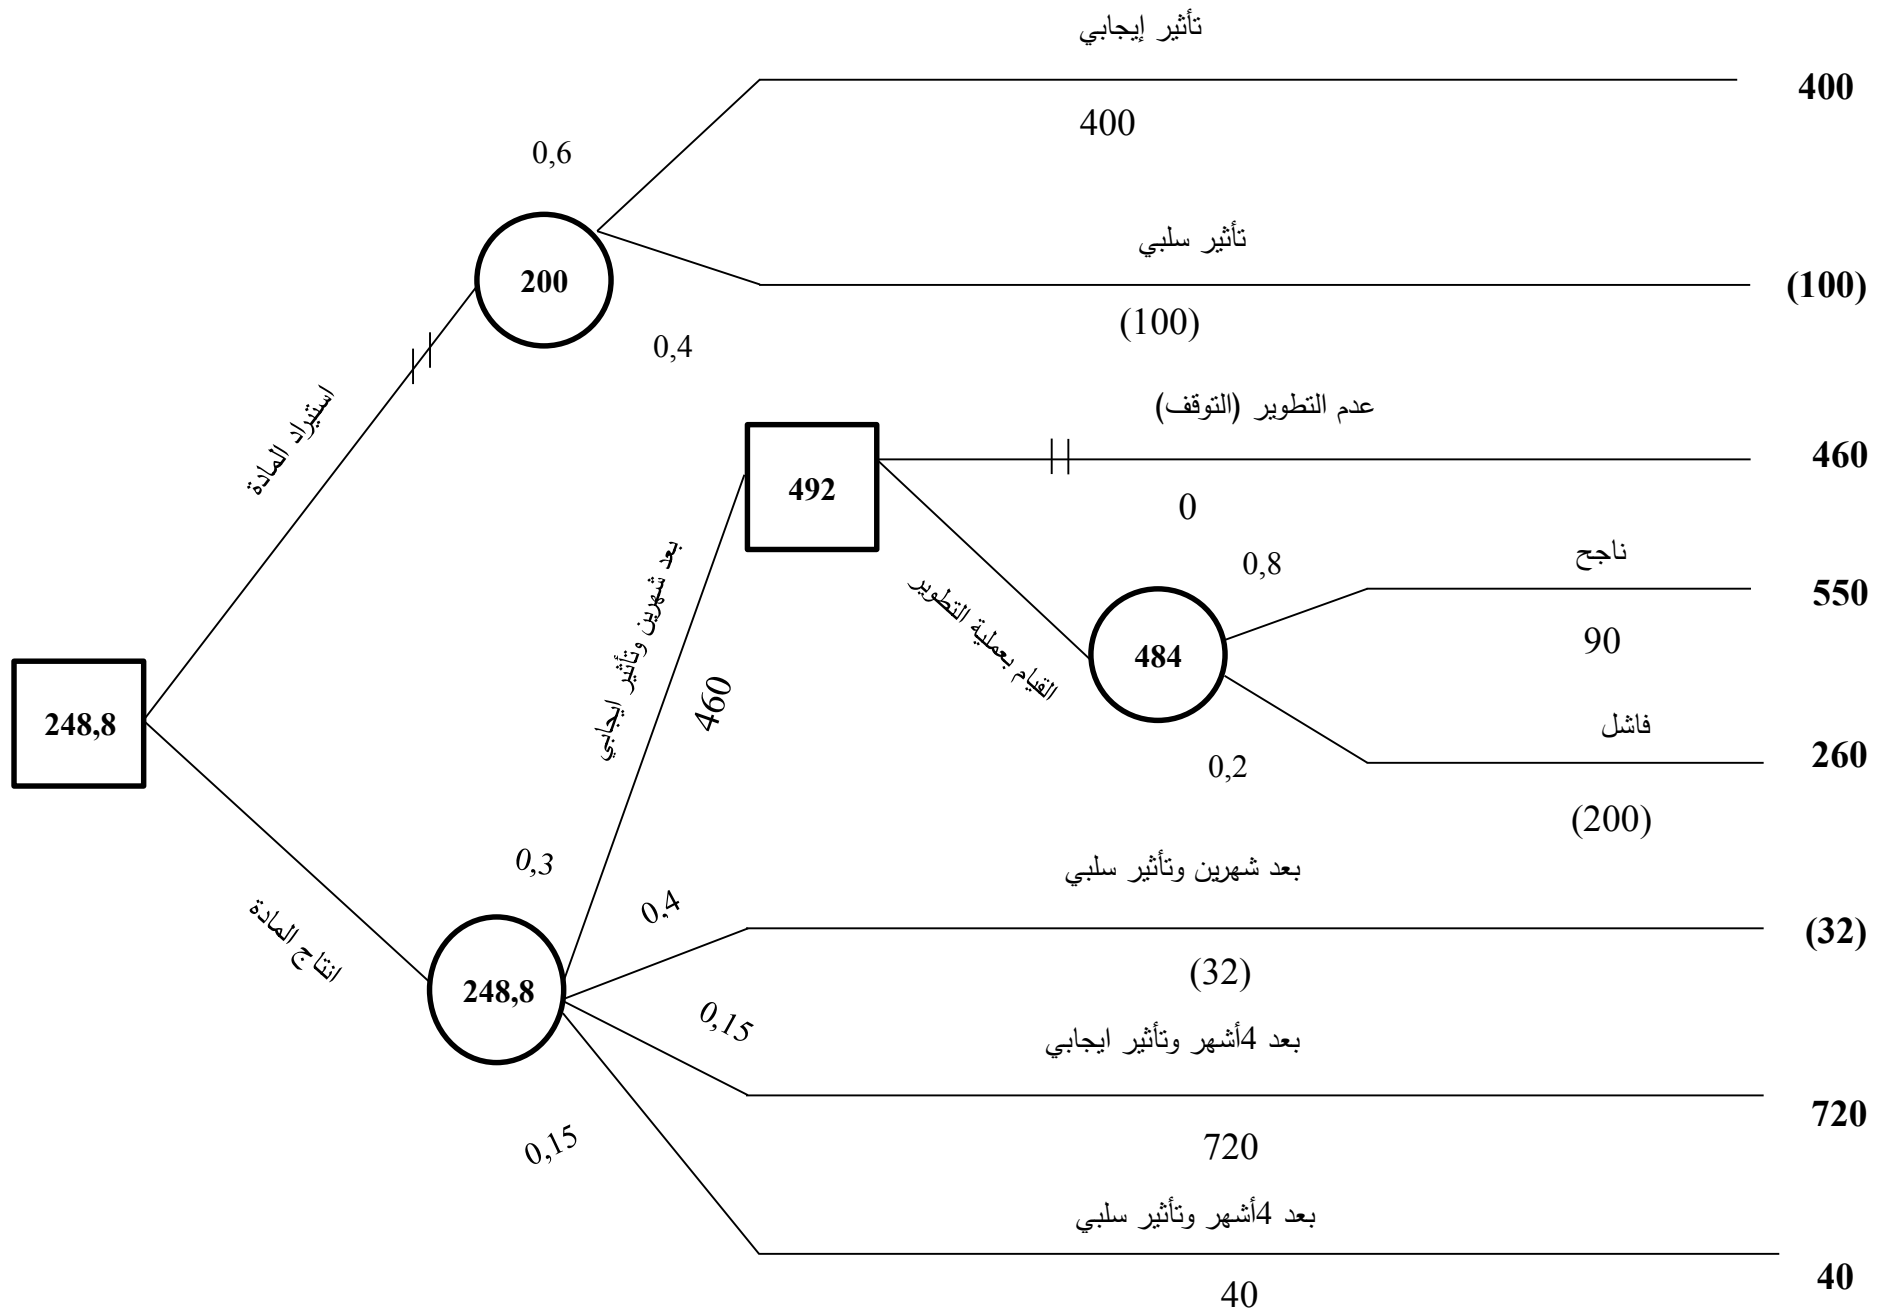 تأثير إيجابي
400
400
0,6
تأثير سلبي
200
(100)
(100)
0,4
استيراد المادة
عدم التطوير (التوقف)
460
492
0
بعد شهرين وتأثير ايجابي
460
القيام بعملية التطوير
0,8
ناجح
550
90
484
248,8
فاشل
260
0,2
(200)
0,3
بعد شهرين وتأثير سلبي
انتاج المادة
0,4
(32)
(32)
248,8
0,15
بعد 4أشهر وتأثير ايجابي
720
720
0,15
بعد 4أشهر وتأثير سلبي
40
40